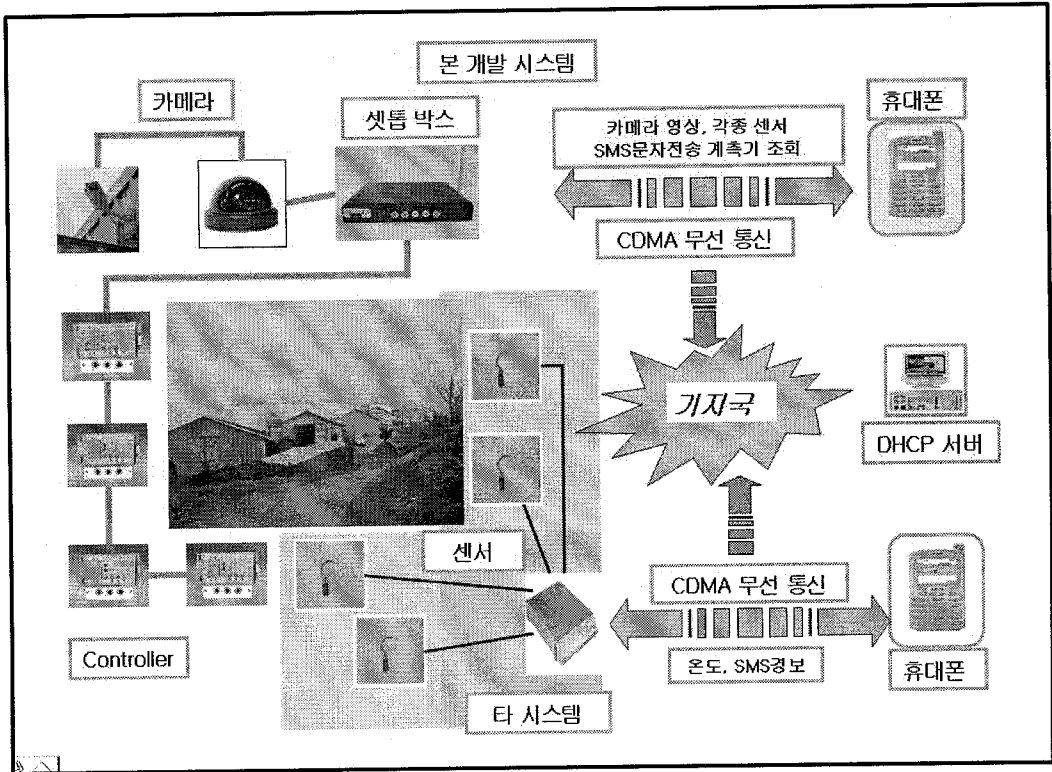 본 개발 시스템
카메라
셋톱 박스
휴대폰
카메라 영상, 각종 센서
SMS문자전송 계측기 조회
CDMA 무선 통신
기지국
DHCP 서버
센서
CDMA 무선 통신
Controller
온도, SMS경보
휴대폰
타 시스템